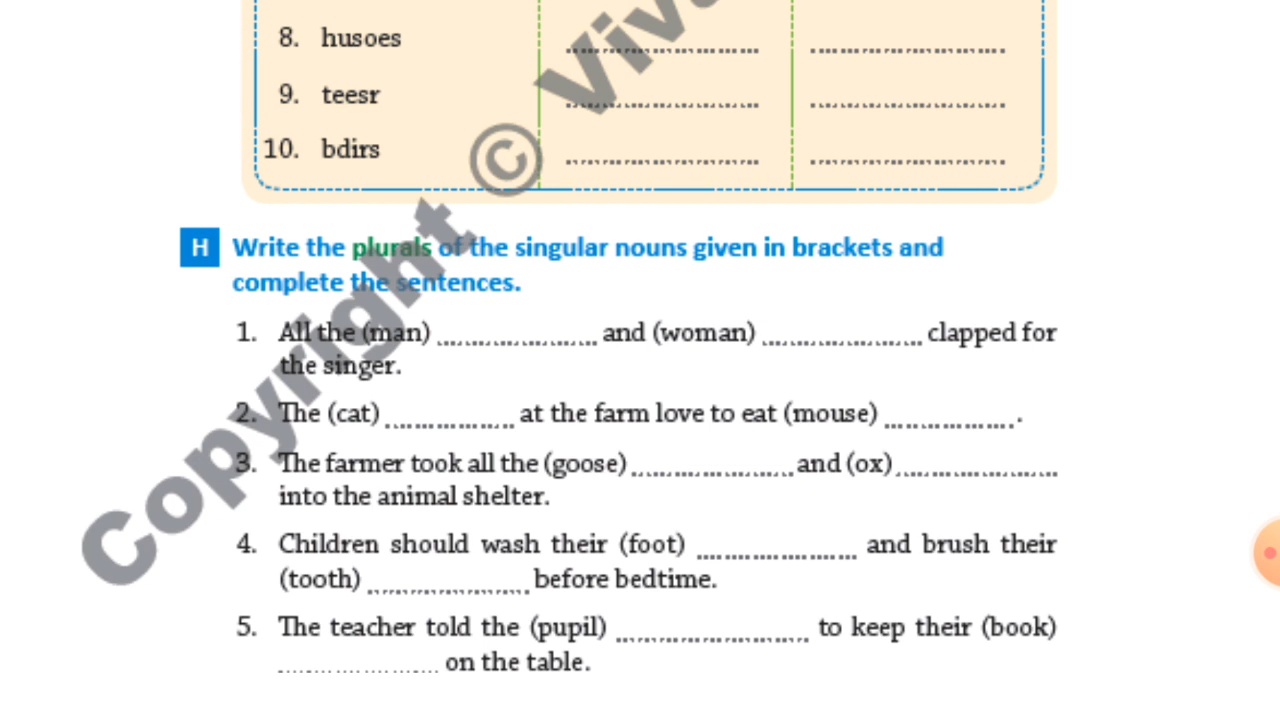 8. husoes
9. teesr
10. bdirs
H Write the plurals of the singular nouns given in brackets and
complete the sentences.
1. All the (man) .................... and (woman) .................... clapped for
the singer.
2. The (cat) .................... at the farm love to eat (mouse) .................... .
3. The farmer took all the (goose) .................... and (ox) ....................
into the animal shelter.
4. Children should wash their (foot) .................... and brush their
(tooth) .................... before bedtime.
5. The teacher told the (pupil) .................... to keep their (book)
.................... on the table.
Copyright © Viva